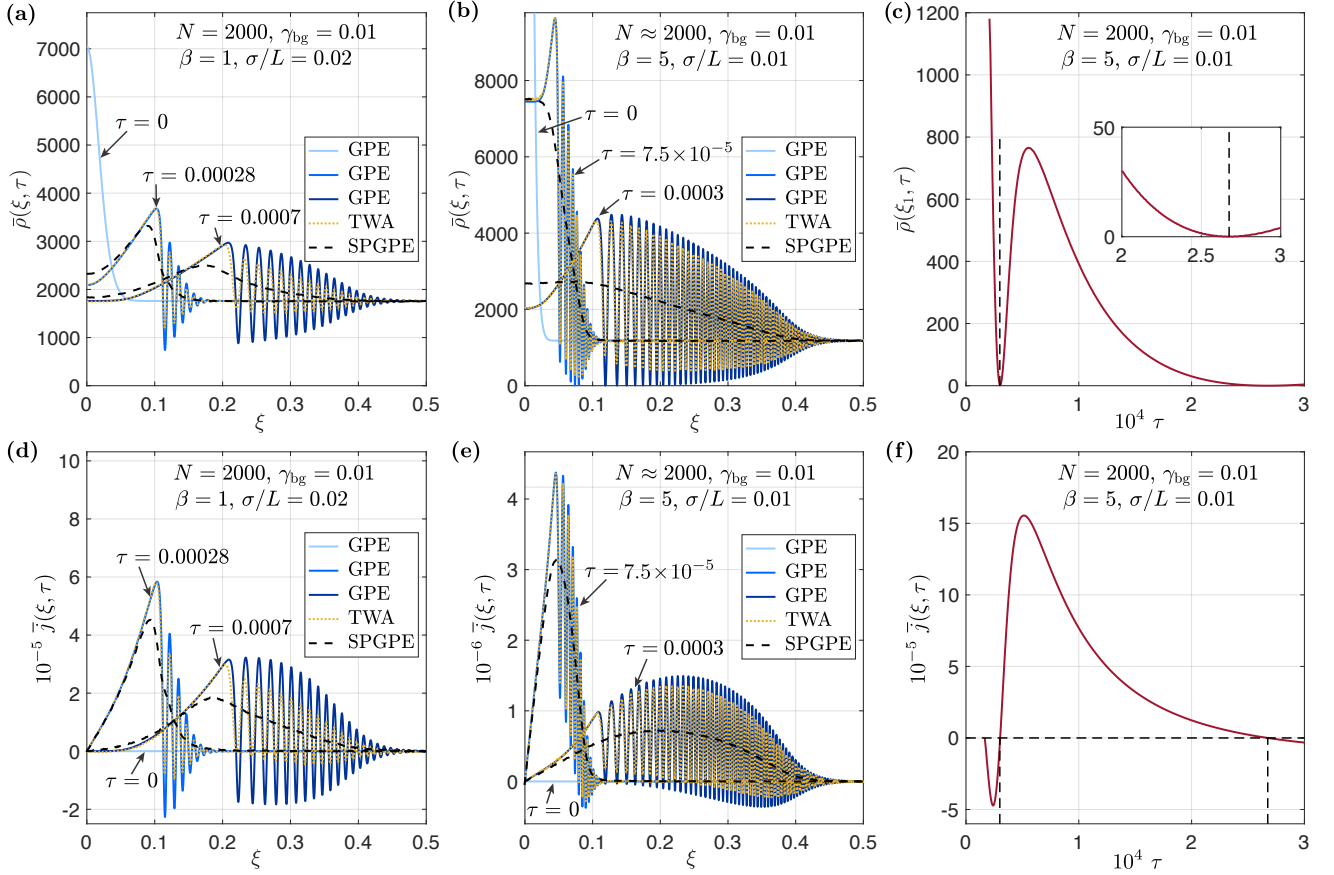 (a)
N = 2000, γbg = 0.01
β = 1, σ/L = 0.02
τ = 0
τ = 0.00028
τ = 0.0007
GPE
GPE
GPE
TWA
SPGPE
ρ̄(ξ, τ)
7000
6000
5000
4000
3000
2000
1000
0
0 0.1 0.2 0.3 0.4 0.5
ξ
(b)
N ≈ 2000, γbg = 0.01
β = 5, σ/L = 0.01
τ = 0
τ = 7.5×10⁻⁵
τ = 0.0003
GPE
GPE
GPE
TWA
SPGPE
ρ̄(ξ, τ)
8000
6000
4000
2000
0
0 0.1 0.2 0.3 0.4 0.5
ξ
(c)
N = 2000, γbg = 0.01
β = 5, σ/L = 0.01
ρ̄(ξ₁, τ)
1200
1000
800
600
400
200
0
50
0
2 2.5 3
0 1 2 3
10⁴ τ
(d)
N = 2000, γbg = 0.01
β = 1, σ/L = 0.02
τ = 0.00028
τ = 0.0007
τ = 0
GPE
GPE
GPE
TWA
SPGPE
10⁻⁵ j̄(ξ, τ)
10
8
6
4
2
0
-2
0 0.1 0.2 0.3 0.4 0.5
ξ
(e)
N ≈ 2000, γbg = 0.01
β = 5, σ/L = 0.01
τ = 7.5×10⁻⁵
τ = 0.0003
τ = 0
GPE
GPE
GPE
TWA
SPGPE
10⁻⁶ j̄(ξ, τ)
4
3
2
1
0
0 0.1 0.2 0.3 0.4 0.5
ξ
(f)
N = 2000, γbg = 0.01
β = 5, σ/L = 0.01
10⁻⁵ j̄(ξ, τ)
20
15
10
5
0
-5
0 1 2 3
10⁴ τ